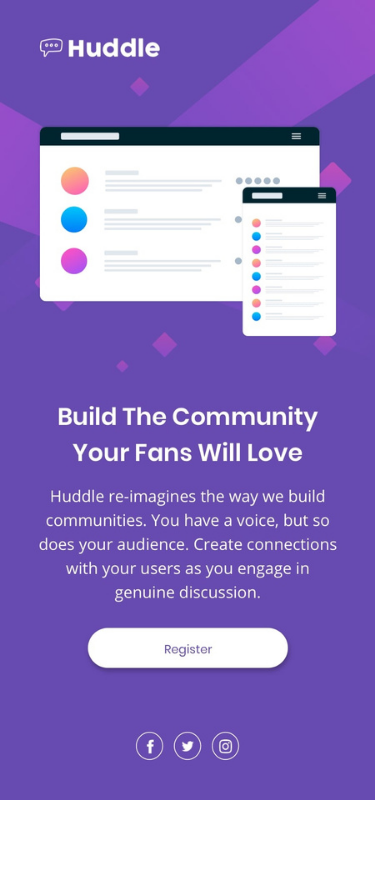 Huddle
Build The Community
Your Fans Will Love
Huddle re-imagines the way we build
communities. You have a voice, but so
does your audience. Create connections
with your users as you engage in
genuine discussion.
Register